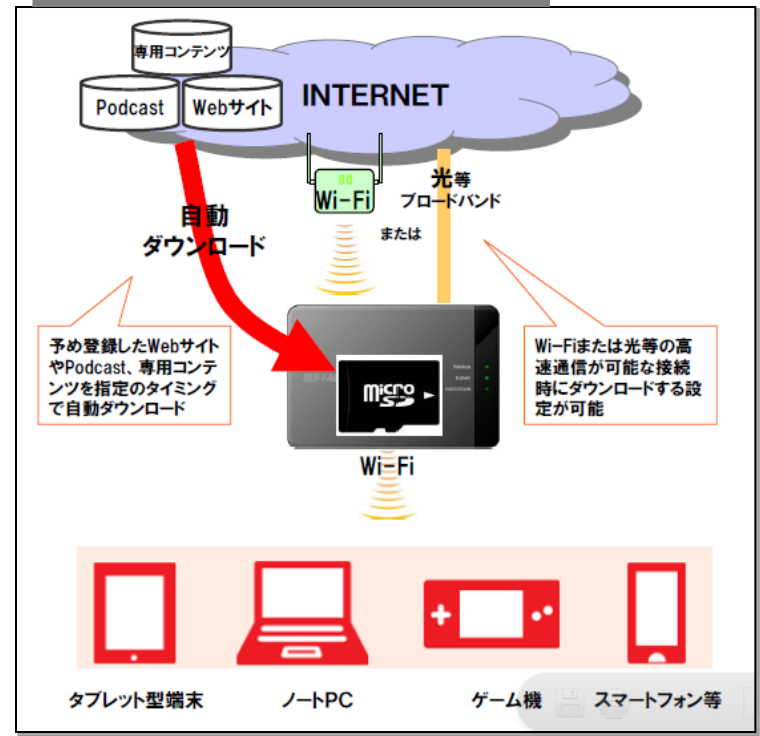 専用コンテンツ
Podcast
Webサイト
INTERNET
Wi-Fi
光等
ブロードバンド
または
自動
ダウンロード
予め登録したWebサイト
やPodcast、専用コンテ
ンツを指定のタイミング
で自動ダウンロード
Wi-Fiまたは光等の高
速通信が可能な接続
時にダウンロードする設
定が可能
micro
SD
Wi-Fi
タブレット型端末
ノートPC
ゲーム機
スマートフォン等